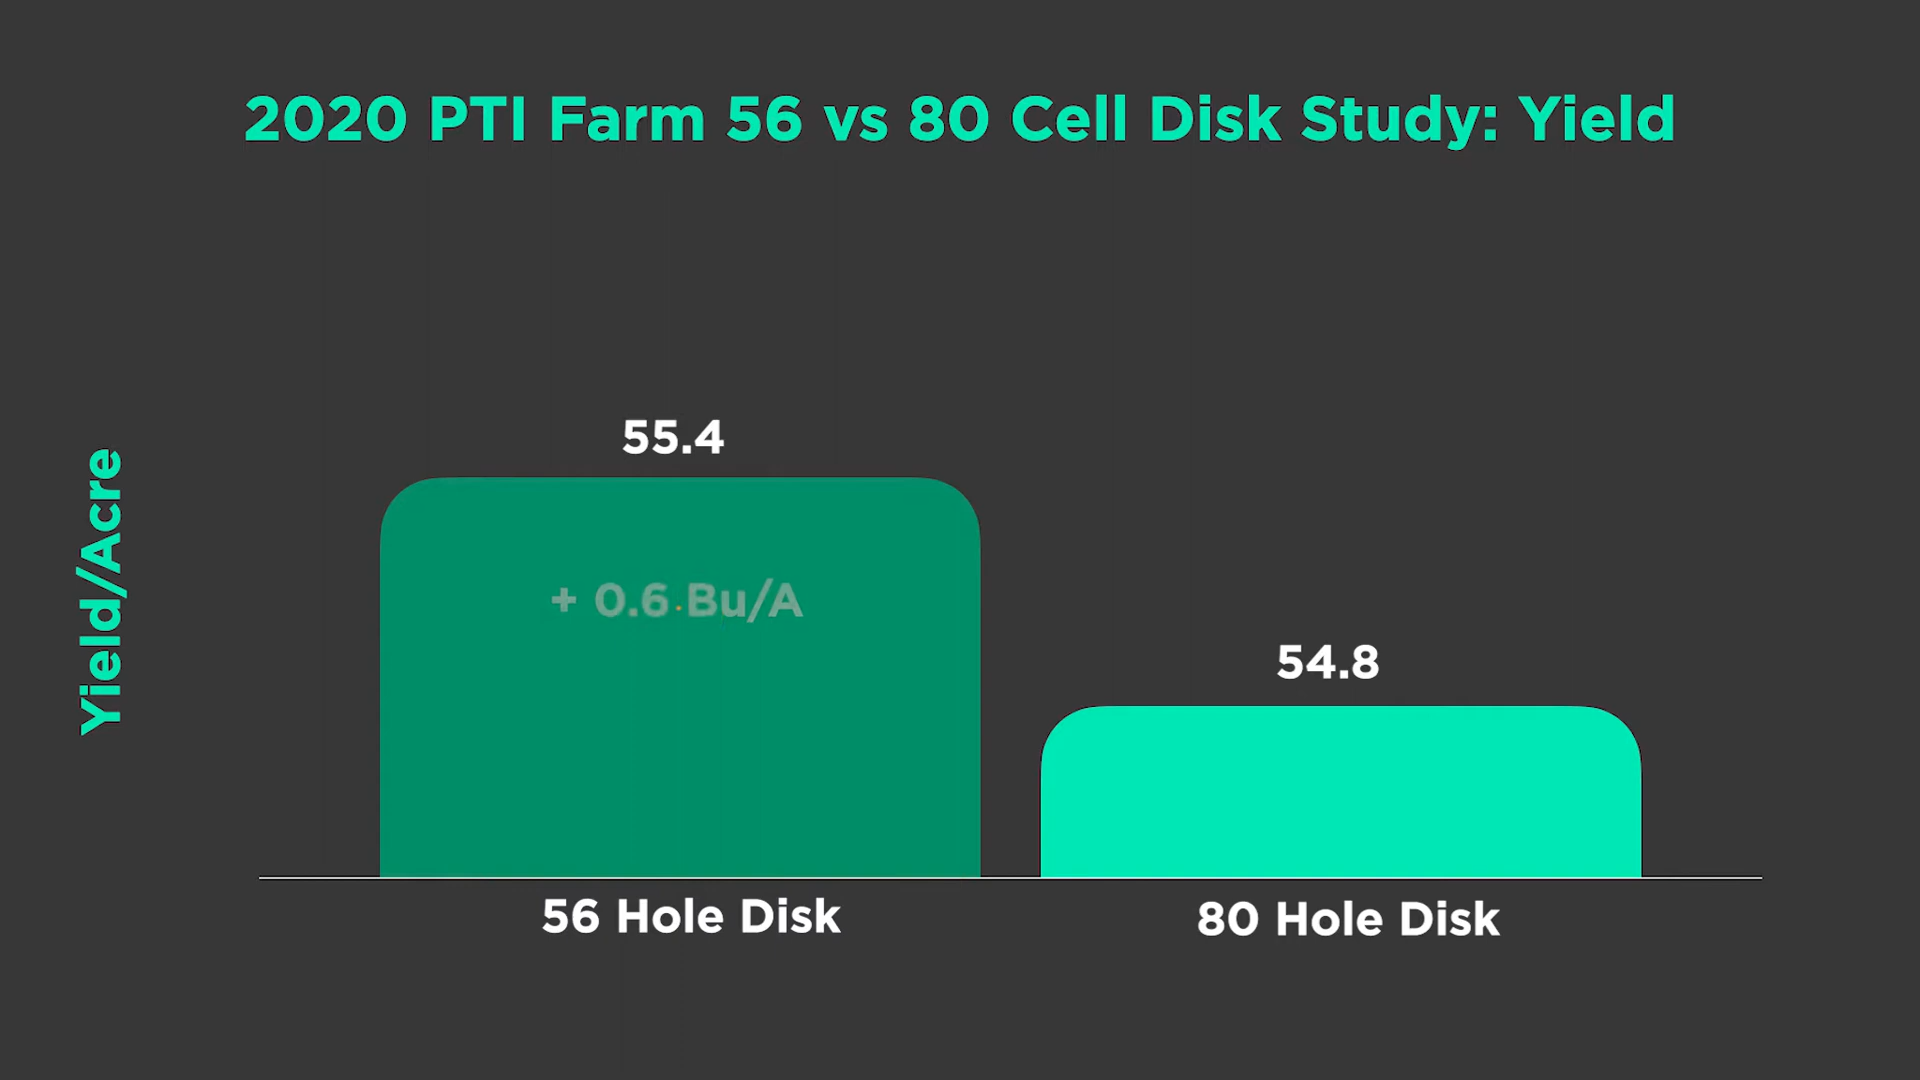 2020 PTI Farm 56 vs 80 Cell Disk Study: Yield
Yield/Acre
55.4
+ 0.6 Bu/A
54.8
56 Hole Disk
80 Hole Disk